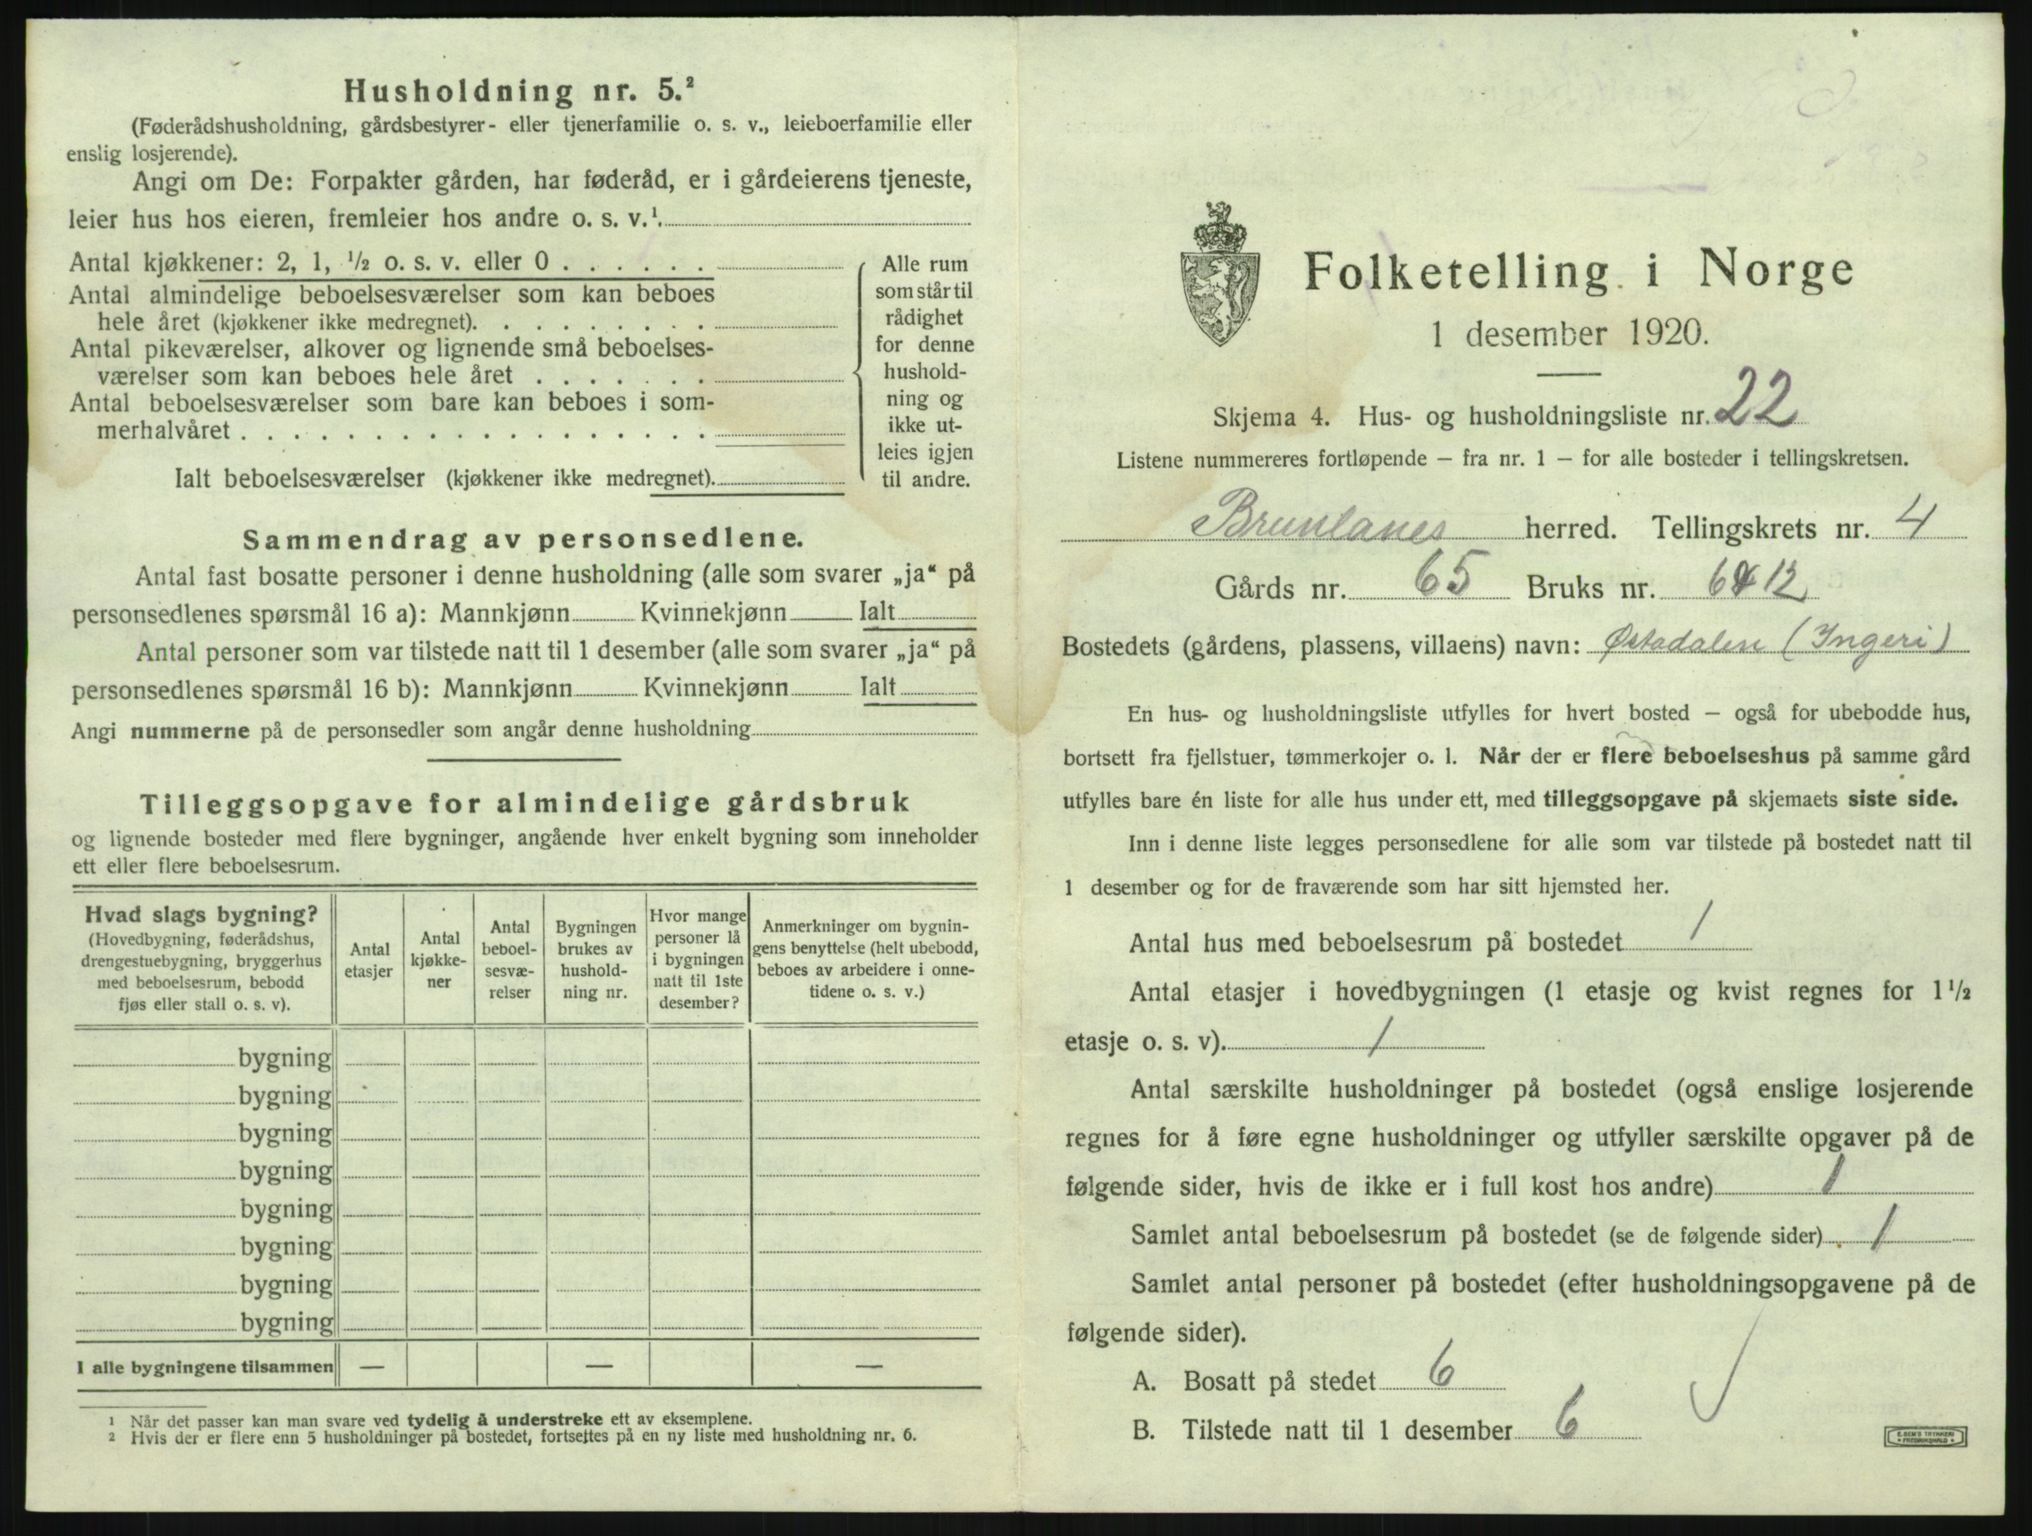 Husholdning nr. 5.²
(Føderådshusholdning, gårdsbestyrer- eller tjenerfamilie o. s. v., leieboerfamilie eller
enslig losjerende).
Angi om De: Forpakter gården, har føderåd, er i gårdeierens tjeneste,
leier hus hos eieren, fremleier hos andre o. s. v.¹.
Antal kjøkkener: 2, 1, ½ o. s. v. eller 0 . . . . . .
Antal almindelige beboelsesværelser som kan beboes
hele året (kjøkkener ikke medregnet). . . . . . . . .
Antal pikeværelser, alkover og lignende små beboelses-
værelser som kan beboes hele året . . . . . . .
Antal beboelsesværelser som bare kan beboes i som-
merhalvåret . . . . . . . . . . . . . . . . . .
Ialt beboelsesværelser (kjøkkener ikke medregnet).
Alle rum
som står til
rådighet
for denne
hushold-
ning og
ikke ut-
leies igjen
til andre.
Sammendrag av personsedlene.
Antal fast bosatte personer i denne husholdning (alle som svarer „ja“ på
personsedlenes spørsmål 16 a): Mannkjønn Kvinnekjønn Ialt
Antal personer som var tilstede natt til 1 desember (alle som svarer „ja“ på
personsedlenes spørsmål 16 b): Mannkjønn Kvinnekjønn Ialt
Angi nummerne på de personsedler som angår denne husholdning
Tilleggsopgave for almindelige gårdsbruk
og lignende bosteder med flere bygninger, angående hver enkelt bygning som inneholder
ett eller flere beboelsesrum.
Hvad slags bygning?
(Hovedbygning, føderådshus,
drengestuebygning, bryggerhus
med beboelsesrum, bebodd
fjøs eller stall o. s. v).
Antal
etasjer
Antal
kjøkke-
ner
Antal
beboel-
sesvæ-
relser
Bygningen
brukes av
hushold-
ning nr.
Hvor mange
personer lå
i bygningen
natt til 1ste
desember?
Anmerkninger om bygnin-
gens benyttelse (helt ubebodd,
beboes av arbeidere i onne-
tidene o. s. v.)
bygning
bygning
bygning
bygning
bygning
bygning
bygning
bygning
I alle bygningene tilsammen — — —
¹ Når det passer kan man svare ved tydelig å understreke ett av eksemplene.
² Hvis der er flere enn 5 husholdninger på bostedet, fortsettes på en ny liste med husholdning nr. 6.
Folketelling i Norge
1 desember 1920.
Skjema 4. Hus- og husholdningsliste nr. 22
Listene nummereres fortløpende – fra nr. 1 – for alle bosteder i tellingskretsen.
Brunlanes herred. Tellingskrets nr. 4
Gårds nr. 65 Bruks nr. 12
Bostedets (gårdens, plassens, villaens) navn: Østadalen (Ingeri)
En hus- og husholdningsliste utfylles for hvert bosted – også for ubebodde hus,
bortsett fra fjellstuer, tømmerkojer o. l. Når der er flere beboelseshus på samme gård
utfylles bare én liste for alle hus under ett, med tilleggsopgave på skjemaets siste side.
Inn i denne liste legges personsedlene for alle som var tilstede på bostedet natt til
1 desember og for de fraværende som har sitt hjemsted her.
Antal hus med beboelsesrum på bostedet 1
Antal etasjer i hovedbygningen (1 etasje og kvist regnes for 1½
etasje o. s. v). 1
Antal særskilte husholdninger på bostedet (også enslige losjerende
regnes for å føre egne husholdninger og utfyller særskilte opgaver på de
følgende sider, hvis de ikke er i full kost hos andre) 1
Samlet antal beboelsesrum på bostedet (se de følgende sider) 1
Samlet antal personer på bostedet (efter husholdningsopgavene på de
følgende sider).
A. Bosatt på stedet 6
B. Tilstede natt til 1 desember 6
E. SEM'S TRYKKERI
FREDRIKSHALD